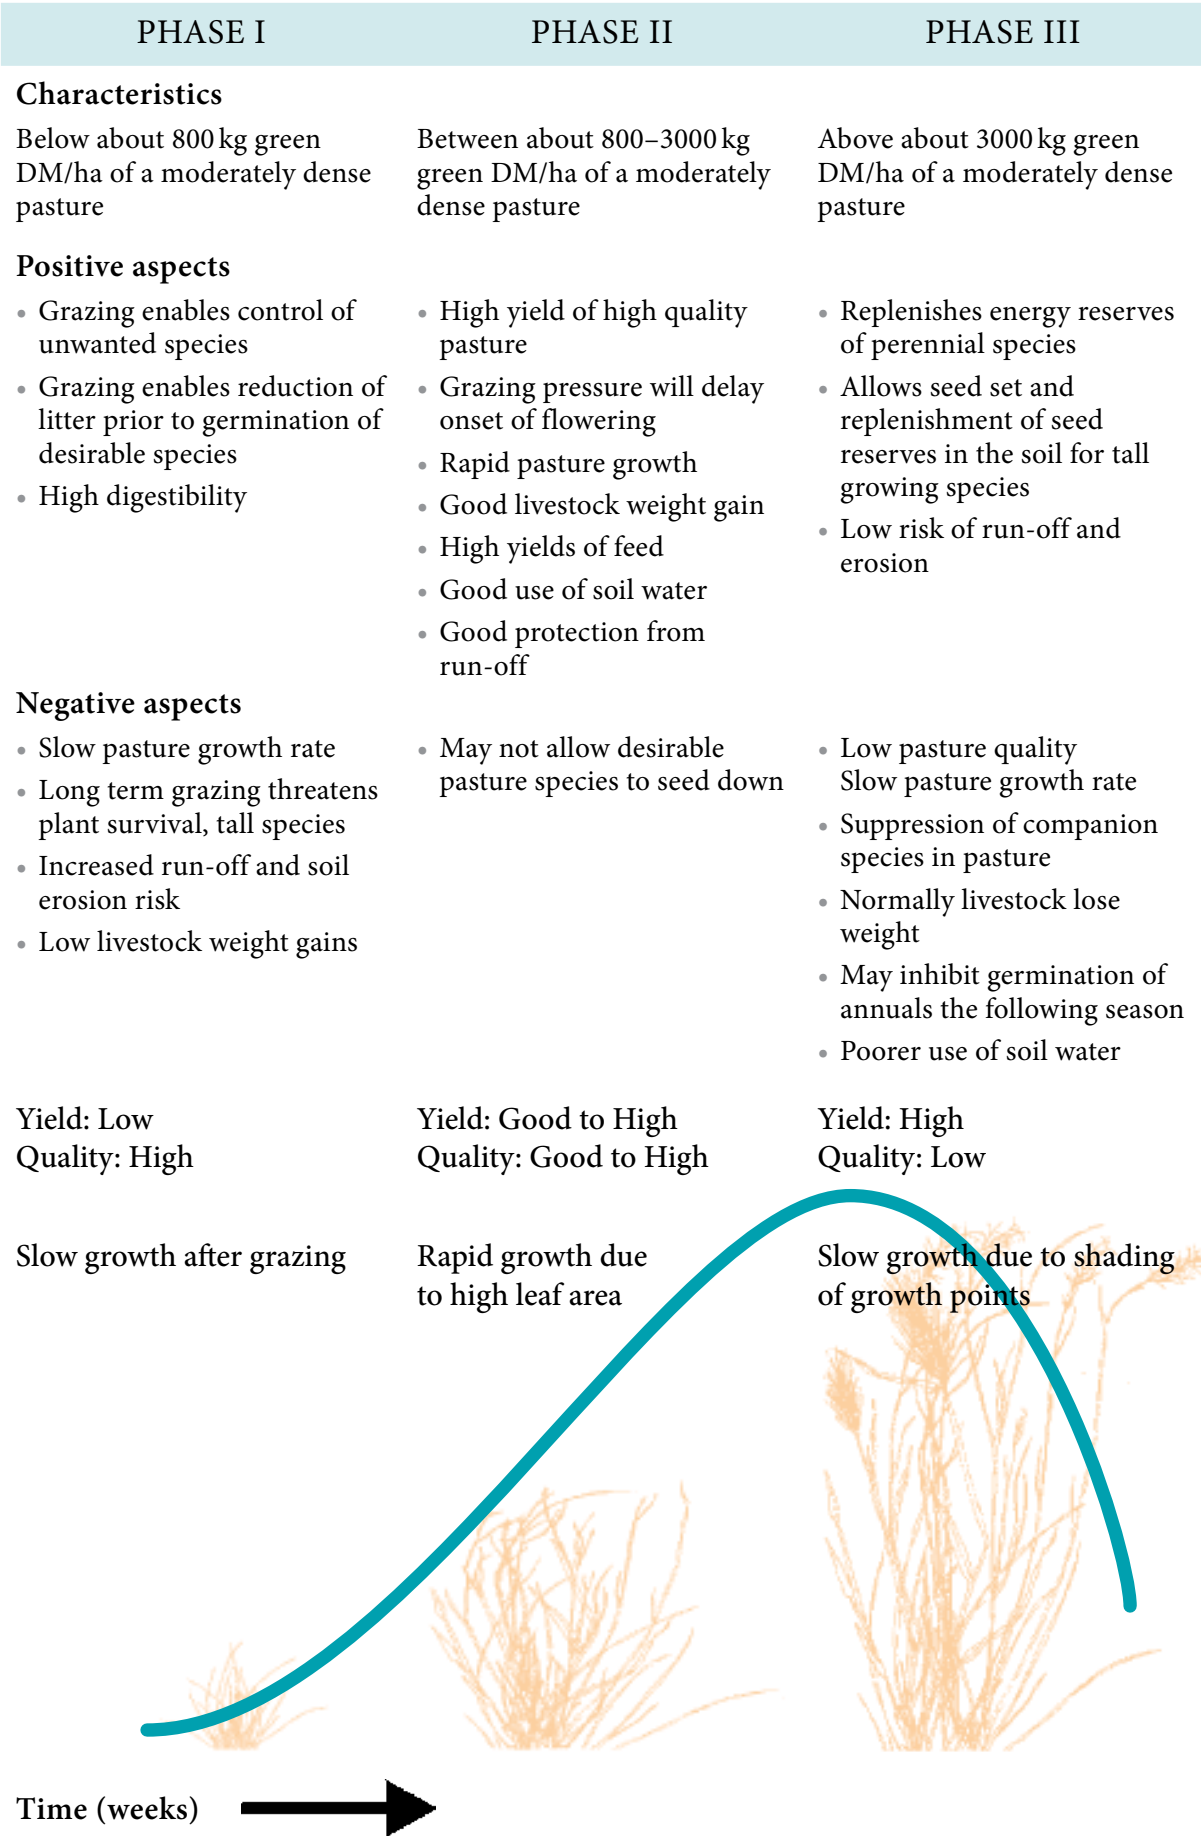 PHASE I
PHASE II
PHASE III
Characteristics
Below about 800 kg green
DM/ha of a moderately dense
pasture
Between about 800–3000 kg
green DM/ha of a moderately
dense pasture
Above about 3000 kg green
DM/ha of a moderately dense
pasture
Positive aspects
• Grazing enables control of
unwanted species
• Grazing enables reduction of
litter prior to germination of
desirable species
• High digestibility
• High yield of high quality
pasture
• Grazing pressure will delay
onset of flowering
• Rapid pasture growth
• Good livestock weight gain
• High yields of feed
• Good use of soil water
• Good protection from
run-off
• Replenishes energy reserves
of perennial species
• Allows seed set and
replenishment of seed
reserves in the soil for tall
growing species
• Low risk of run-off and
erosion
Negative aspects
• Slow pasture growth rate
• Long term grazing threatens
plant survival, tall species
• Increased run-off and soil
erosion risk
• Low livestock weight gains
• May not allow desirable
pasture species to seed down
• Low pasture quality
Slow pasture growth rate
• Suppression of companion
species in pasture
• Normally livestock lose
weight
• May inhibit germination of
annuals the following season
• Poorer use of soil water
Yield: Low
Quality: High
Yield: Good to High
Quality: Good to High
Yield: High
Quality: Low
Slow growth after grazing
Rapid growth due
to high leaf area
Slow growth due to shading
of growth points
Time (weeks)